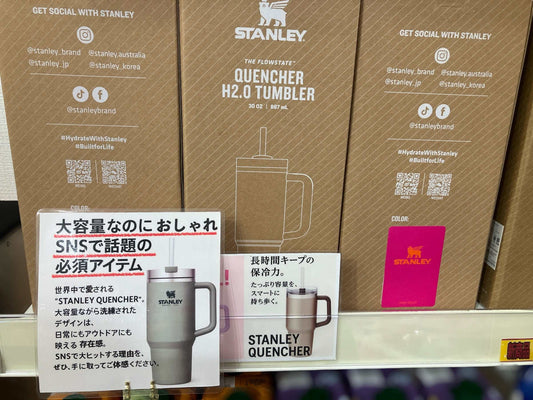 GET SOCIAL WITH STANLEY
@stanley_brand
@stanley.australia
@stanley_jp
@stanley_korea
@stanleybrand
#HydrateWithStanley
#BuiltforLife
STANLEY
THE FLOWSTATE™
QUENCHER
H2.0 TUMBLER
30 OZ | 887 mL
GET SOCIAL WITH STANLEY
@stanley_brand
@stanley.australia
@stanley_jp
@stanley_korea
@stanleybrand
#HydrateWithStanley
#BuiltforLife
COLOR:
STANLEY
大容量なのに おしゃれ
SNSで話題の
必須アイテム
世界中で愛される
"STANLEY QUENCHER"。
大容量ながら洗練された
デザインは、
日常にもアウトドアにも
映える 存在感。
SNSで大ヒットする理由を、
ぜひ、手に取ってご体感ください。
STANLEY
長時間キープの
保冷力。
たっぷり容量を、
スマートに
持ち歩く。
STANLEY
QUENCHER